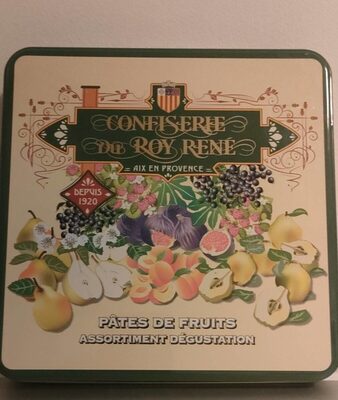 CONFISERIE
DU ROY RENÉ
AIX EN PROVENCE
DEPUIS
1920
PÂTES DE FRUITS
ASSORTIMENT DÉGUSTATION